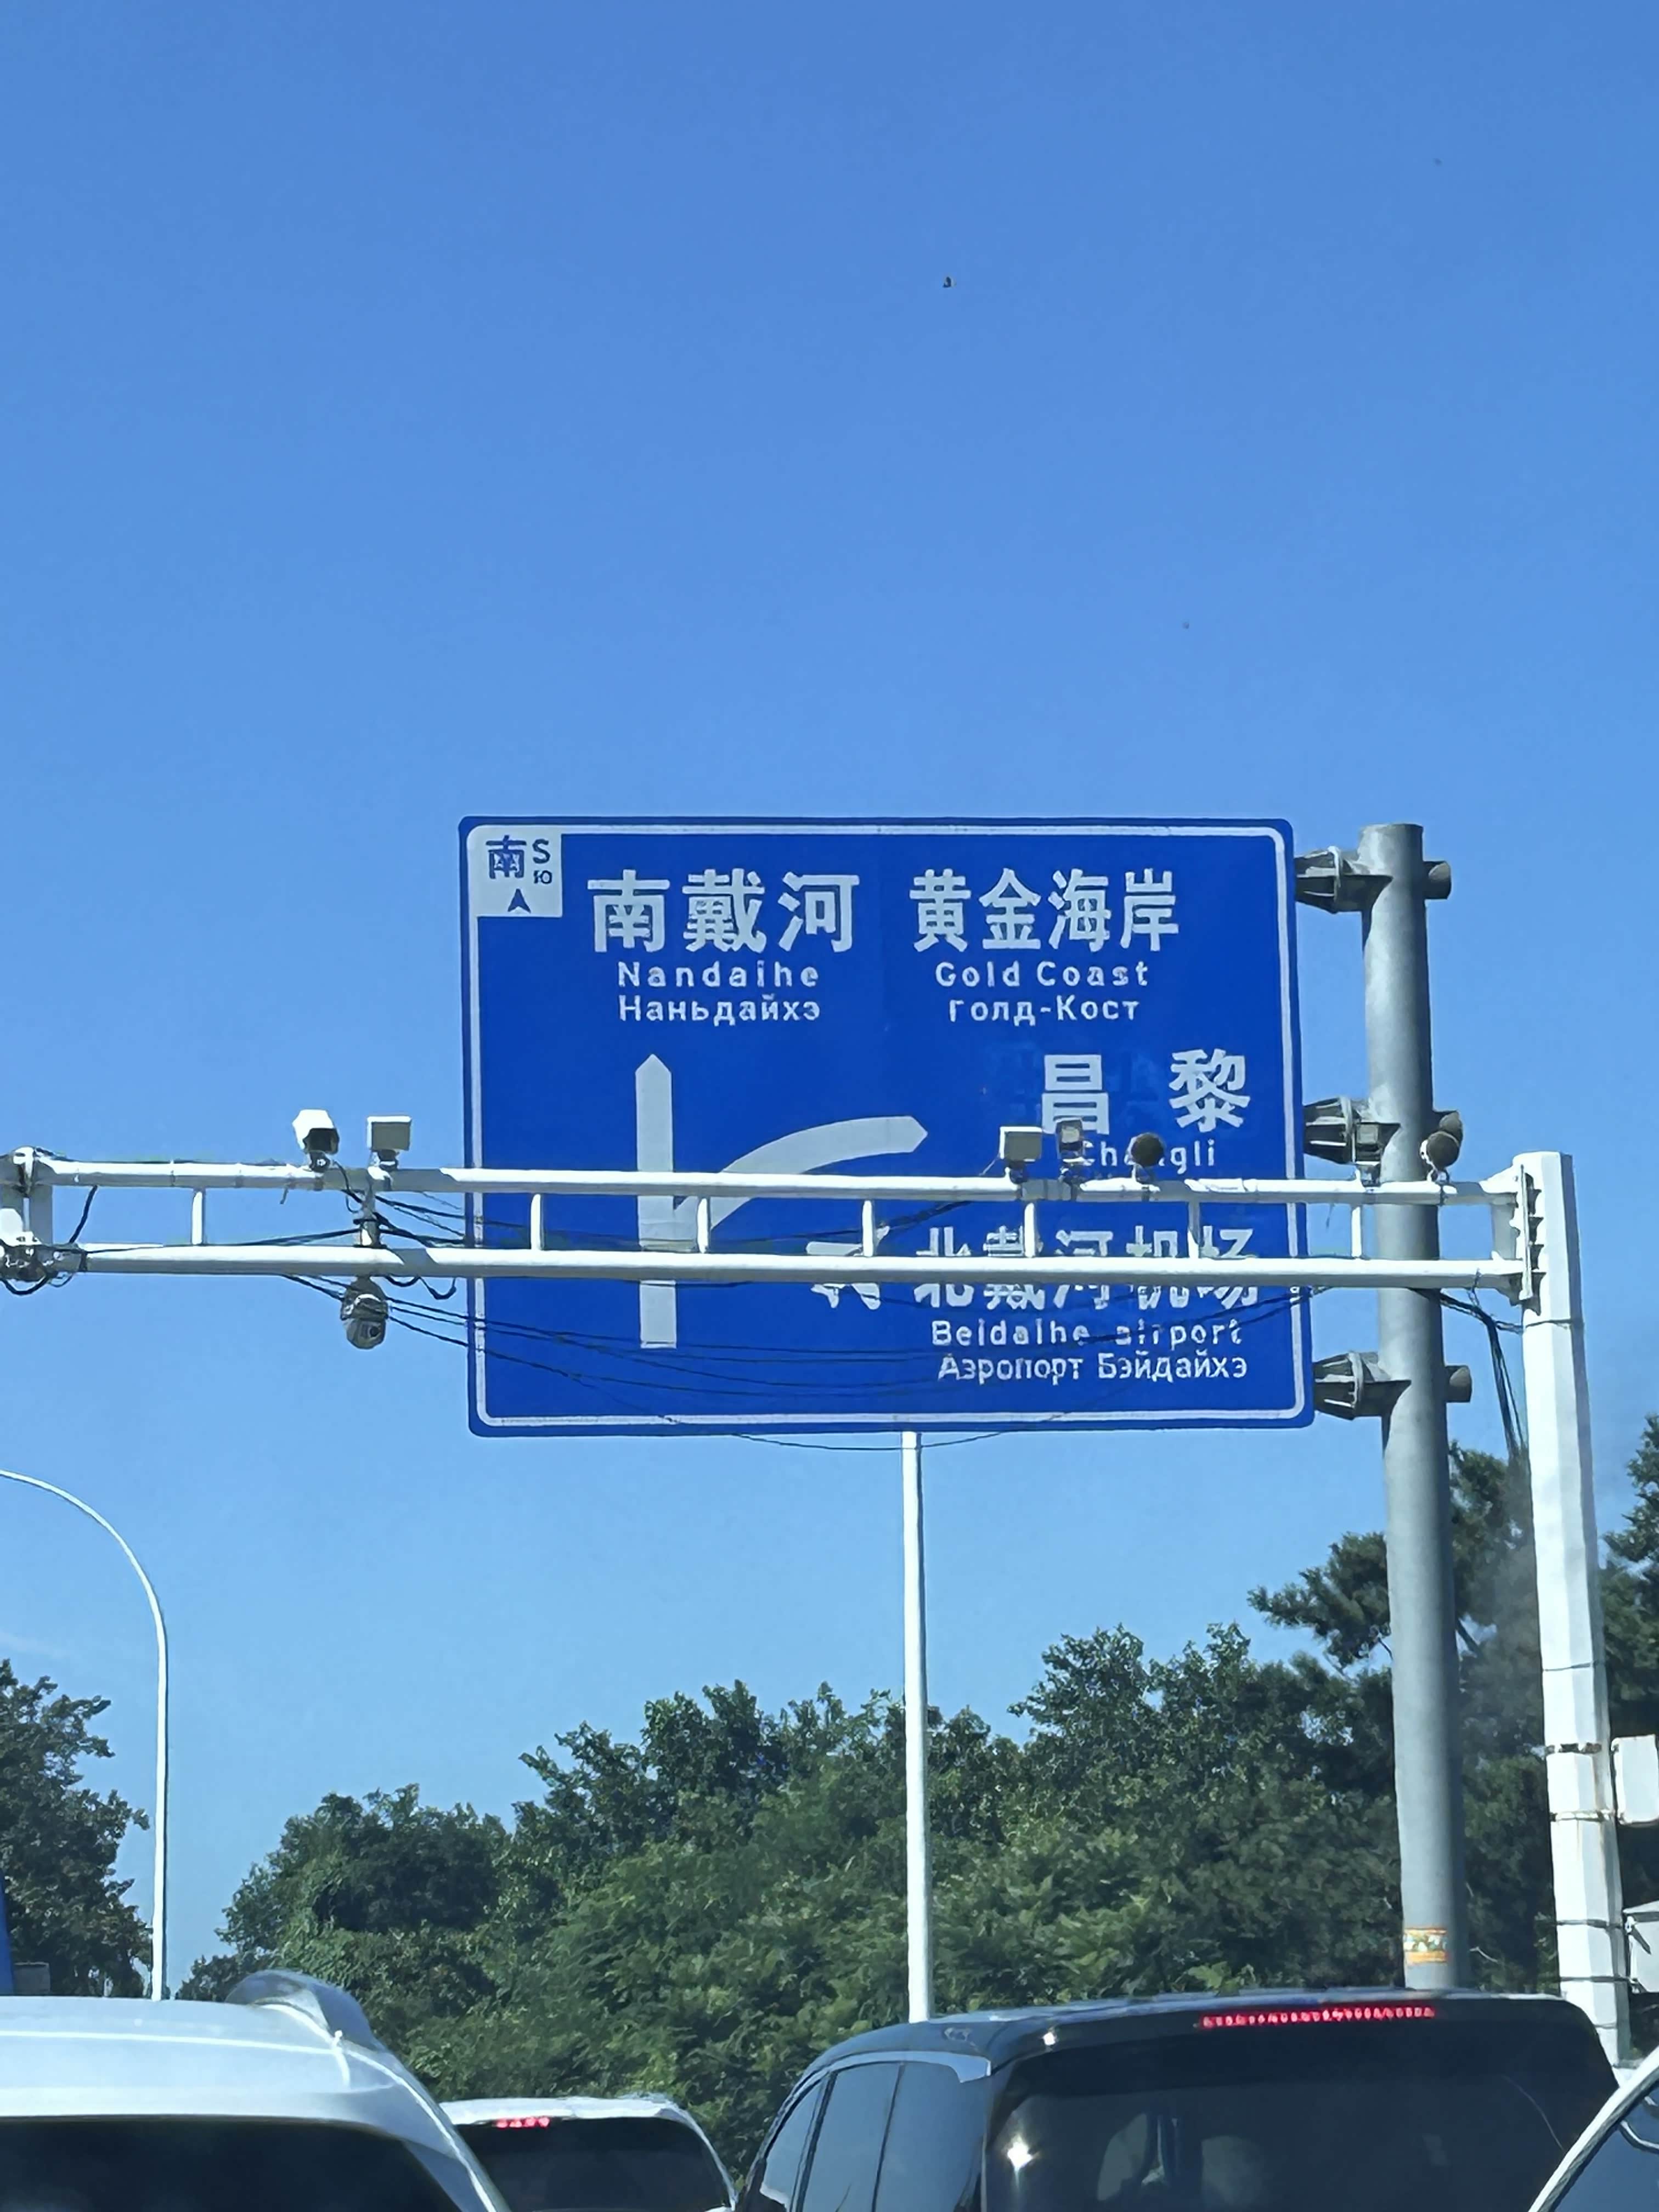 南 S
Ю
南戴河 黄金海岸
Nandaihe Gold Coast
Наньдайхэ Голд-Кост
昌黎
Changli
北戴河机场
Beidaihe airport
Аэропорт Бэйдайхэ